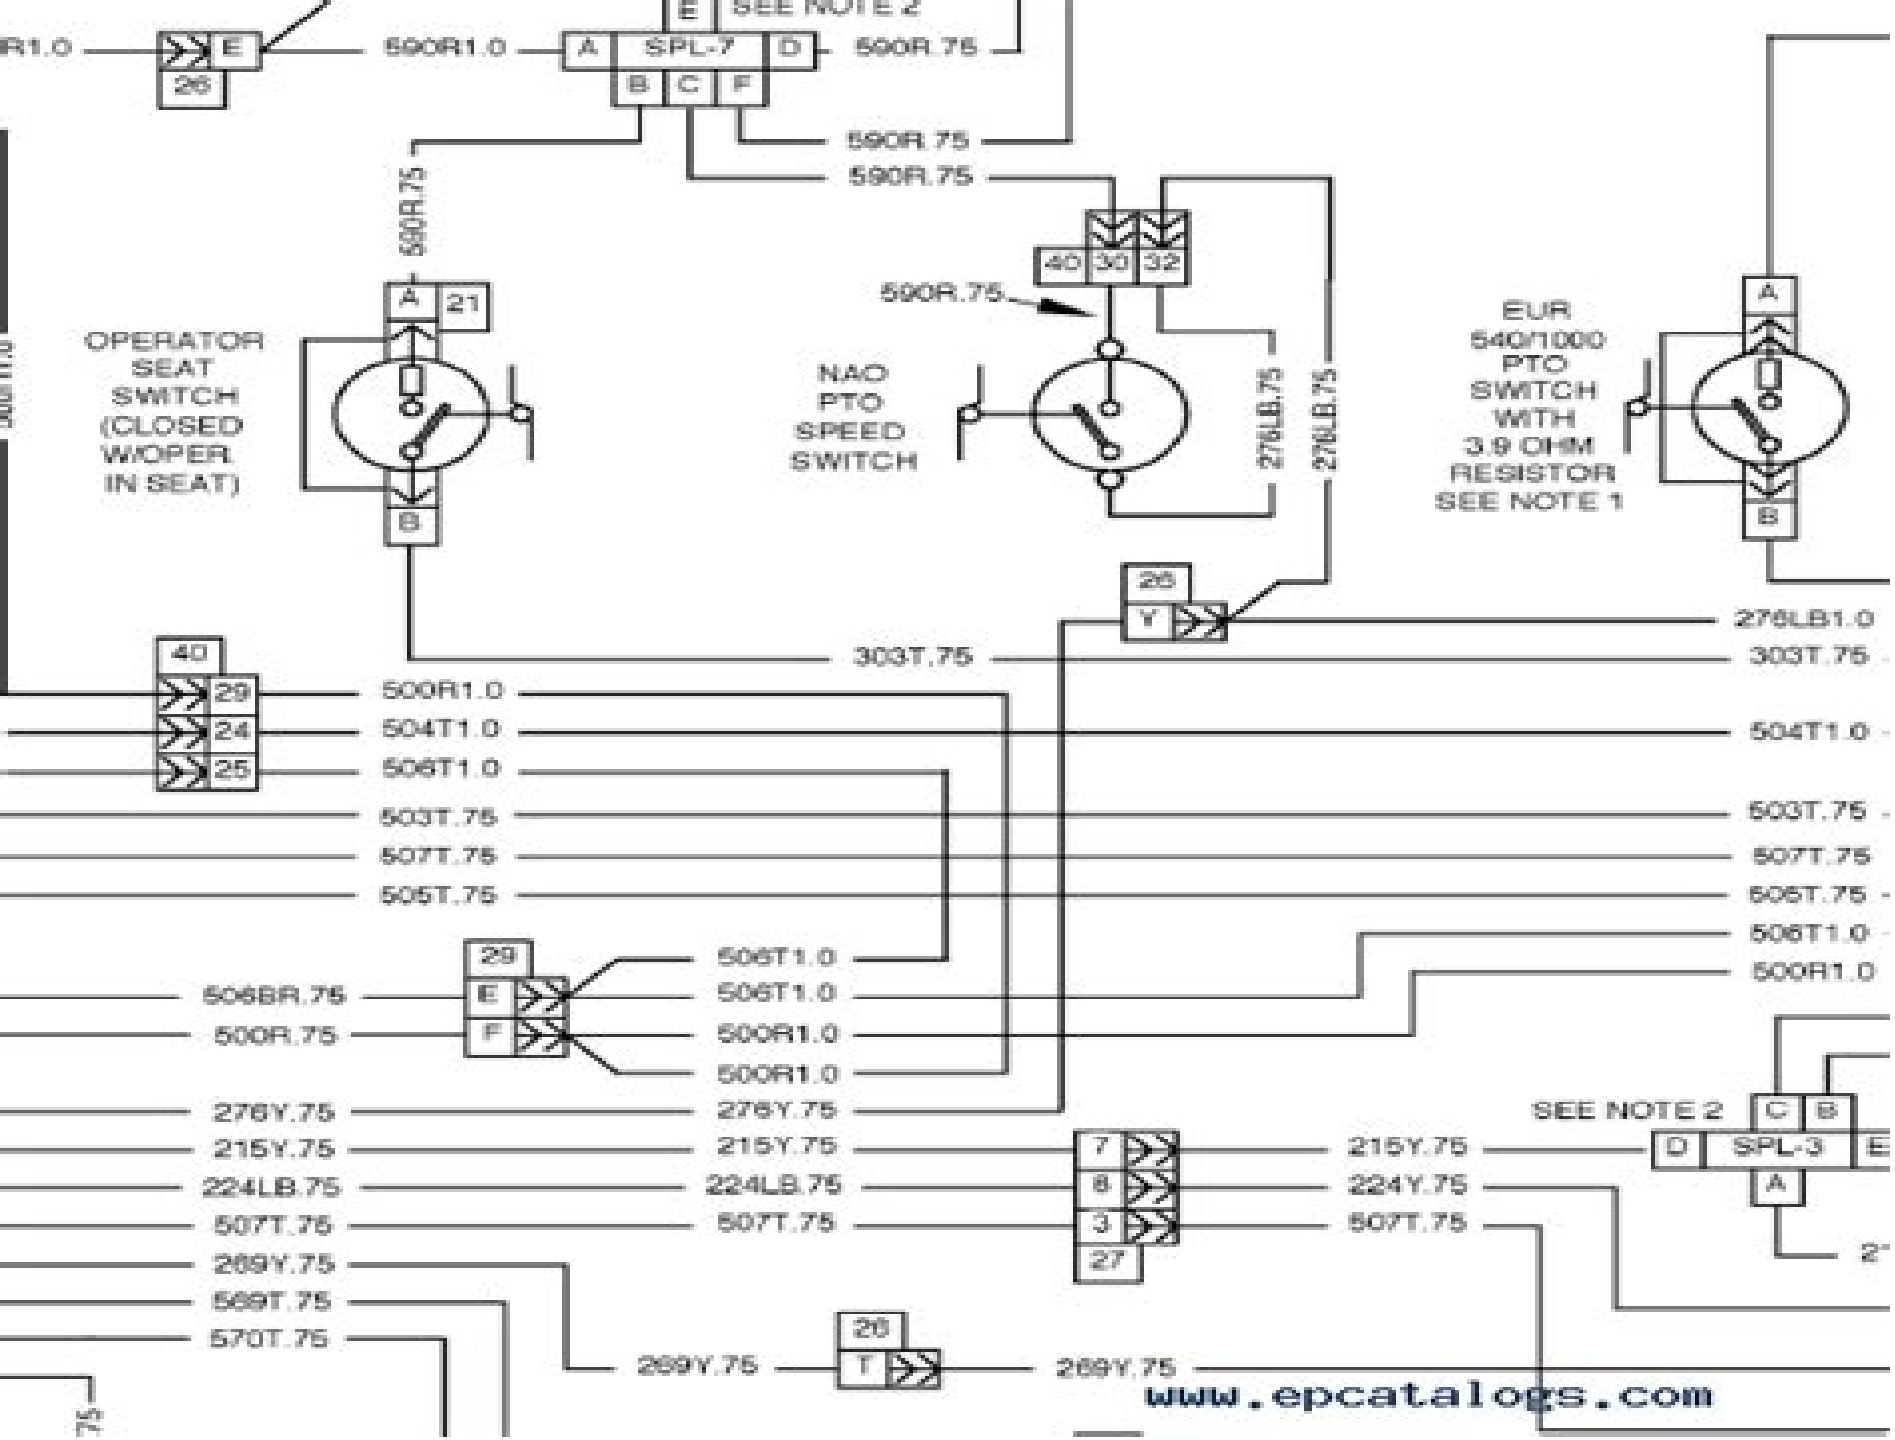 SEE NOTE 2
R1.0
E
26
590R1.0
A
SPL-7
D
590R.75
E
B
C
F
590R.75
590R.75
590R.75
A
21
OPERATOR
SEAT
SWITCH
(CLOSED
W/OPER.
IN SEAT)
B
40
30
32
590R.75
NAO
PTO
SPEED
SWITCH
276LB.75
276LB.75
A
EUR
540/1000
PTO
SWITCH
WITH
3.9 OHM
RESISTOR
SEE NOTE 1
B
26
Y
276LB1.0
303T.75
303T.75
40
29
500R1.0
24
504T1.0
504T1.0
25
506T1.0
503T.75
503T.75
507T.75
507T.75
505T.75
505T.75
506T1.0
500R1.0
29
506T1.0
506BR.75
E
506T1.0
500R.75
F
500R1.0
500R1.0
276Y.75
276Y.75
SEE NOTE 2
C
B
215Y.75
215Y.75
7
215Y.75
D
SPL-3
E
224LB.75
224LB.75
8
224Y.75
A
507T.75
507T.75
3
507T.75
27
269Y.75
569T.75
570T.75
26
269Y.75
T
269Y.75
75
www.epcatalogs.com